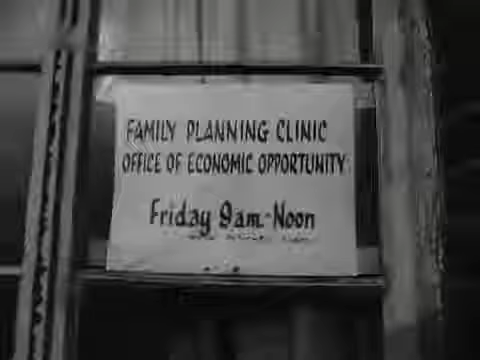 FAMILY PLANNING CLINIC
OFFICE OF ECONOMIC OPPORTUNITY
Friday 9am-Noon